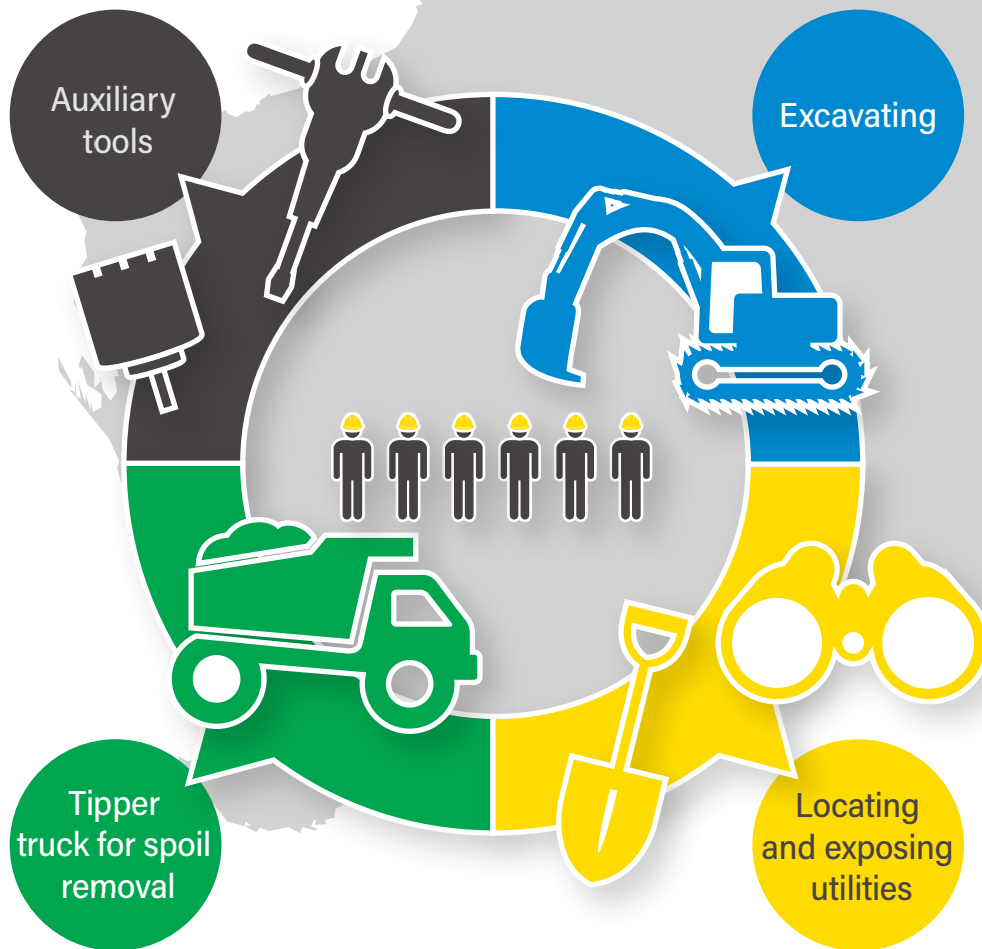 Auxiliary
tools
Excavating
Tipper
truck for spoil
removal
Locating
and exposing
utilities